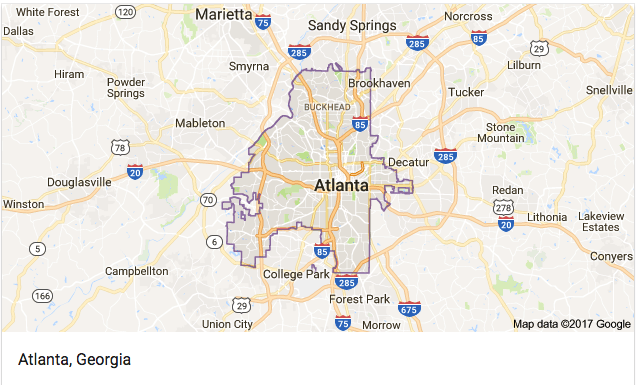 White Forest
120
Marietta
75
Norcross
Dallas
Sandy Springs
285
285
85
29
Smyrna
Lilburn
Hiram
Powder
Springs
Brookhaven
Tucker
Snellville
BUCKHEAD
Mableton
85
Stone
Mountain
78
285
Decatur
20
Douglasville
Atlanta
Redan
Winston
70
278
Lithonia
Lakeview
Estates
20
6
5
85
Conyers
Campbellton
College Park
285
166
29
Forest Park
675
Union City
75
Morrow
Map data ©2017 Google
Atlanta, Georgia